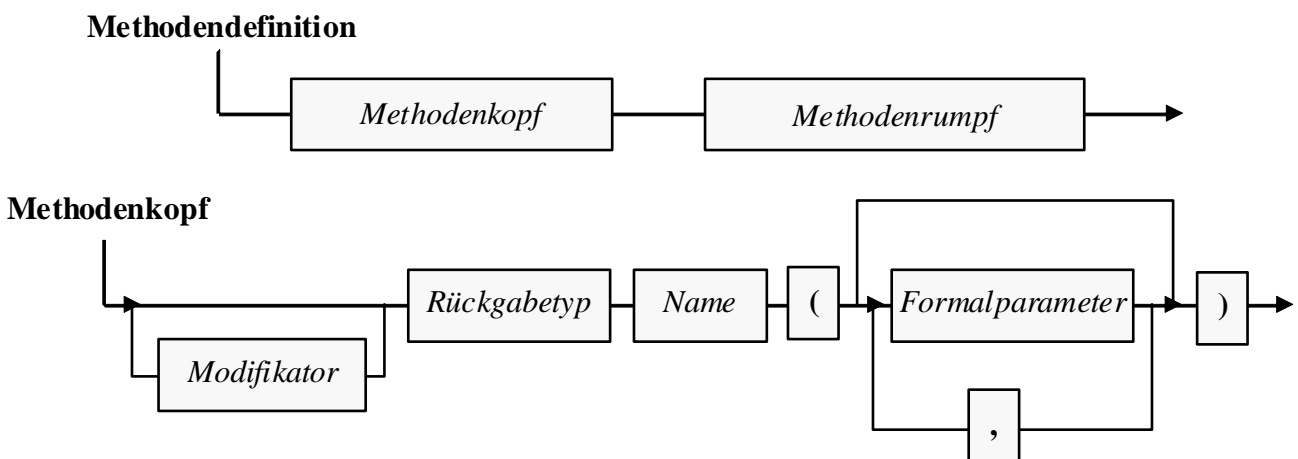 Methodendefinition
Methodenkopf Methodenrumpf
Methodenkopf
Rückgabetyp Name ( Formalparameter )
Modifikator
,